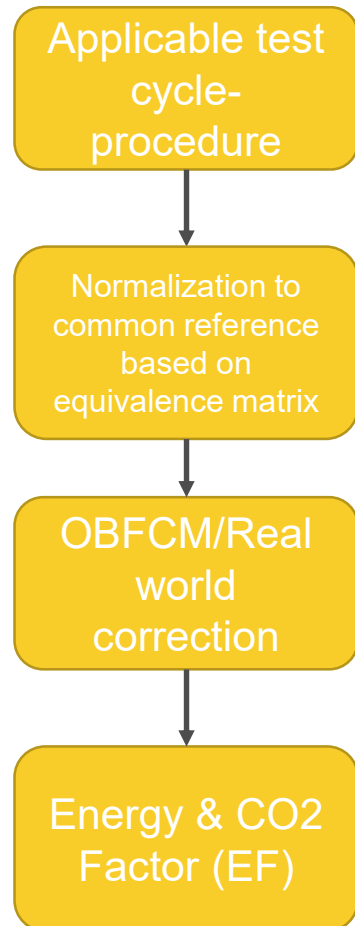 Applicable test
cycle-
procedure
Normalization to
common reference
based on
equivalence matrix
OBFCM/Real
world
correction
Energy & CO2
Factor (EF)